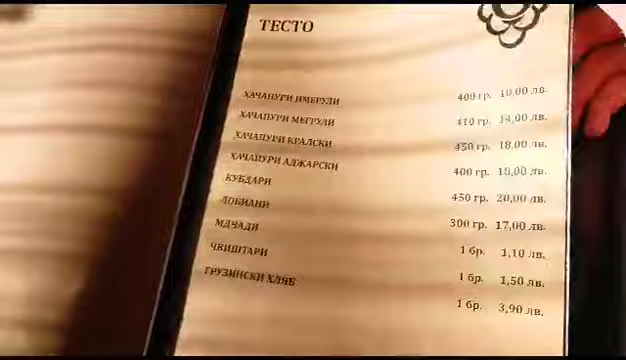 ТЕСТО
ХАЧАПУРИ ИМЕРУЛИ 400 гр. 10,00 лв.
ХАЧАПУРИ МЕГРУЛИ 410 гр. 14,00 лв.
ХАЧАПУРИ КРАЛСКИ 450 гр. 18,00 лв.
ХАЧАПУРИ АДЖАРСКИ 400 гр. 18,00 лв.
КУБДАРИ 450 гр. 20,00 лв.
ЛОБИАНИ 300 гр. 17,00 лв.
МДЧАДИ 1 бр. 1,10 лв.
ЧВИШТАРИ 1 бр. 1,50 лв.
ГРУЗИНСКИ ХЛЯБ 1 бр. 3,90 лв.